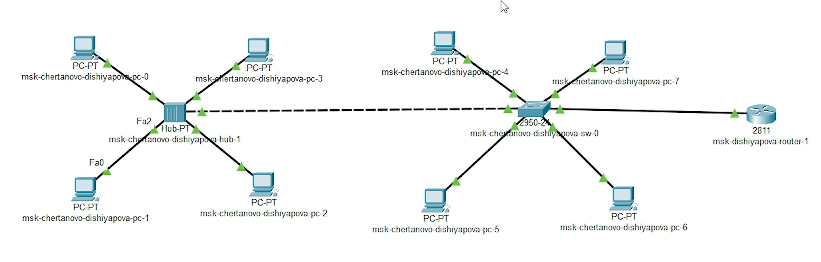 PC-PT
msk-chertanovo-dishiyapova-pc-0
PC-PT
msk-chertanovo-dishiyapova-pc-3
PC-PT
msk-chertanovo-dishiyapova-pc-4
PC-PT
msk-chertanovo-dishiyapova-pc-7
Fa2
Hub-PT
msk-chertanovo-dishiyapova-hub-1
2950-24
msk-chertanovo-dishiyapova-sw-0
2811
msk-dishiyapova-router-1
Fa0
PC-PT
msk-chertanovo-dishiyapova-pc-1
PC-PT
msk-chertanovo-dishiyapova-pc-2
PC-PT
msk-chertanovo-dishiyapova-pc-5
PC-PT
msk-chertanovo-dishiyapova-pc-6